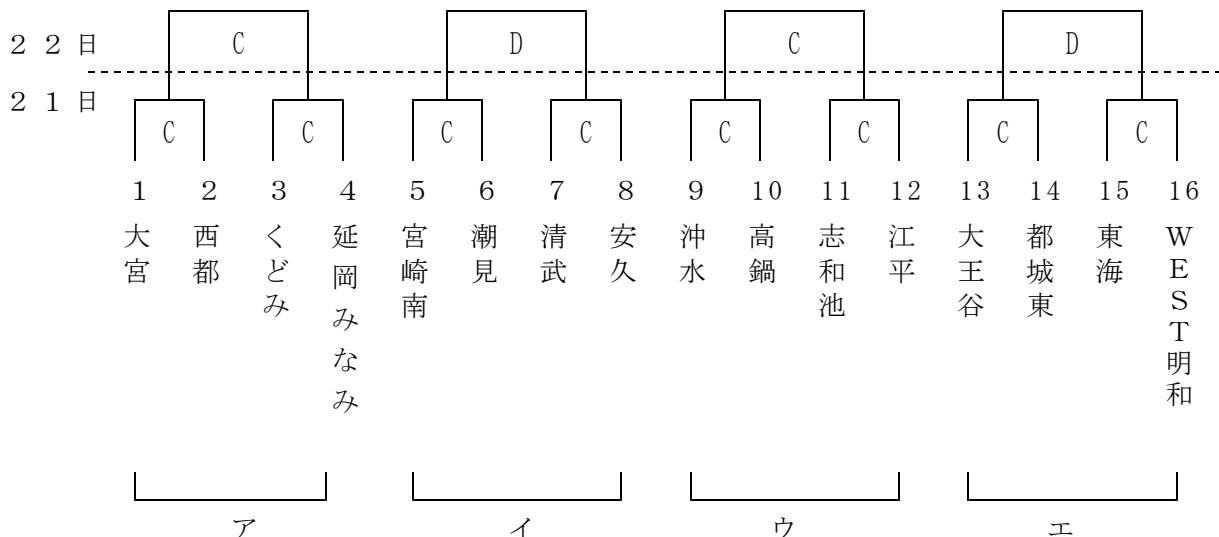 ２２日 C D C D
２１日
C C C C C C C C
1 2 3 4 5 6 7 8 9 10 11 12 13 14 15 16
大宮
西都
くどみ
延岡みなみ
宮崎南
潮見
清武
安久
沖水
高鍋
志和池
江平
大王谷
都城東
東海
ＷＥＳＴ明和
ア イ ウ エ